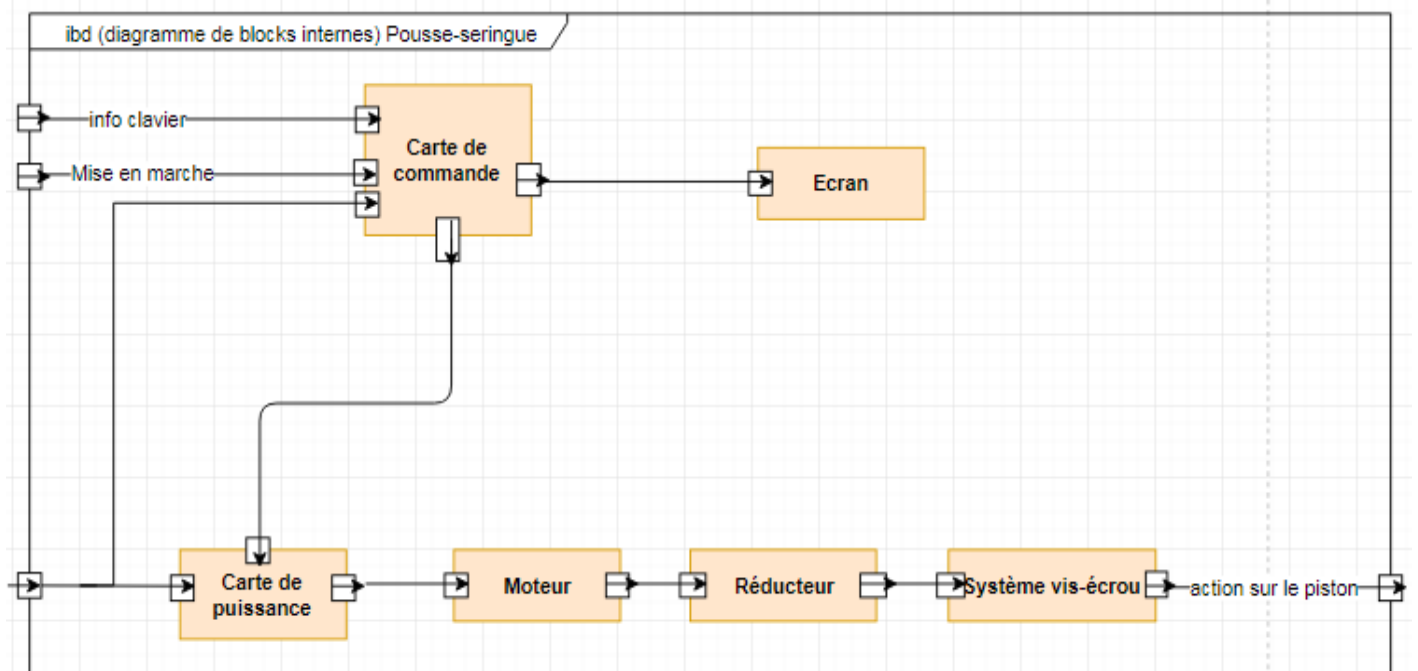 ibd (diagramme de blocks internes) Pousse-seringue
info clavier
Mise en marche
Carte de
commande
Ecran
Carte de
puissance
Moteur
Réducteur
Système vis-écrou
action sur le piston